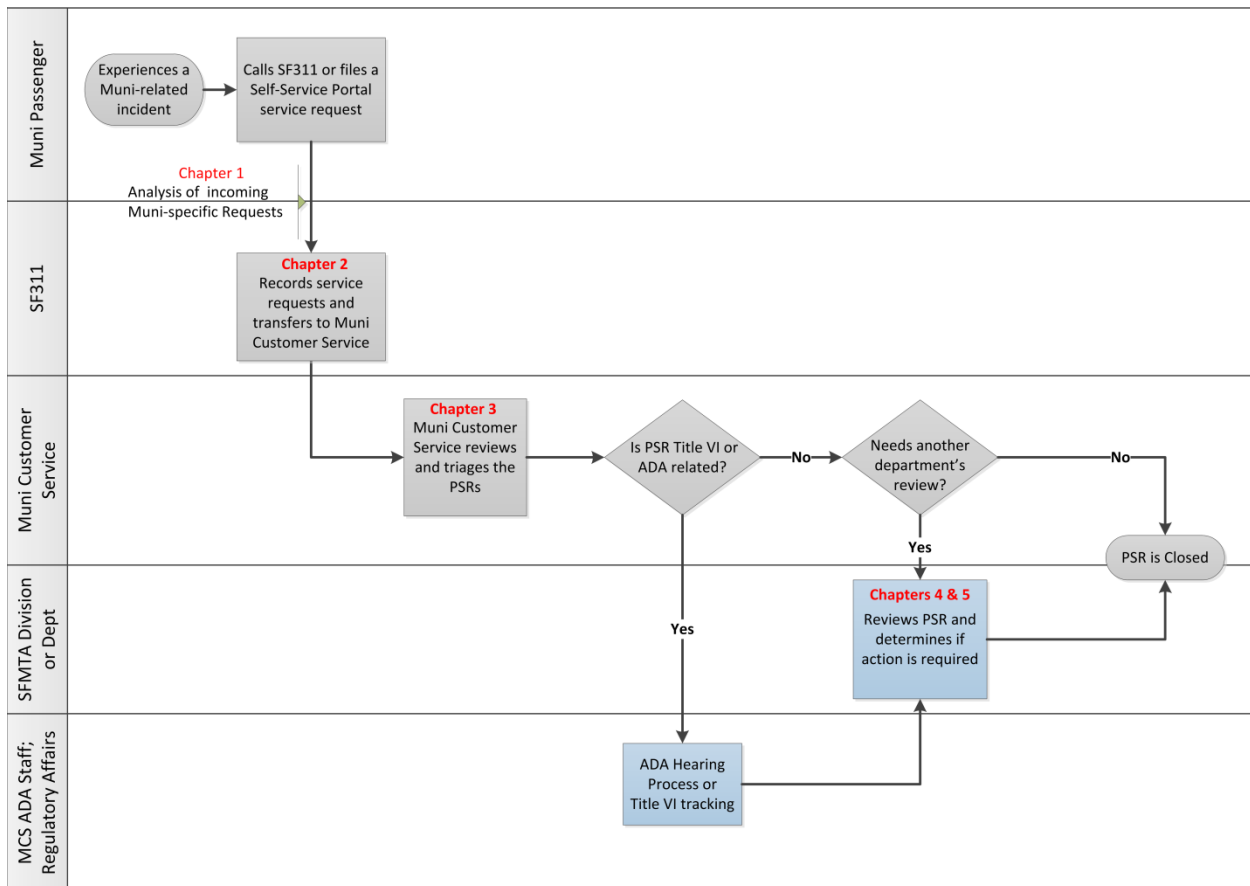 Muni Passenger
Experiences a
Muni-related
incident
Calls SF311 or files a
Self-Service Portal
service request
Chapter 1
Analysis of  incoming
Muni-specific Requests
SF311
Chapter 2
Records service
requests and
transfers to Muni
Customer Service
Muni Customer
Service
Chapter 3
Muni Customer
Service reviews
and triages the
PSRs
Is PSR Title VI or
ADA related?
No
Needs another
department’s
review?
No
Yes
PSR is Closed
SFMTA Division
or Dept
Yes
Chapters 4 & 5
Reviews PSR and
determines if
action is required
MCS ADA Staff;
Regulatory Affairs
ADA Hearing
Process or
Title VI tracking